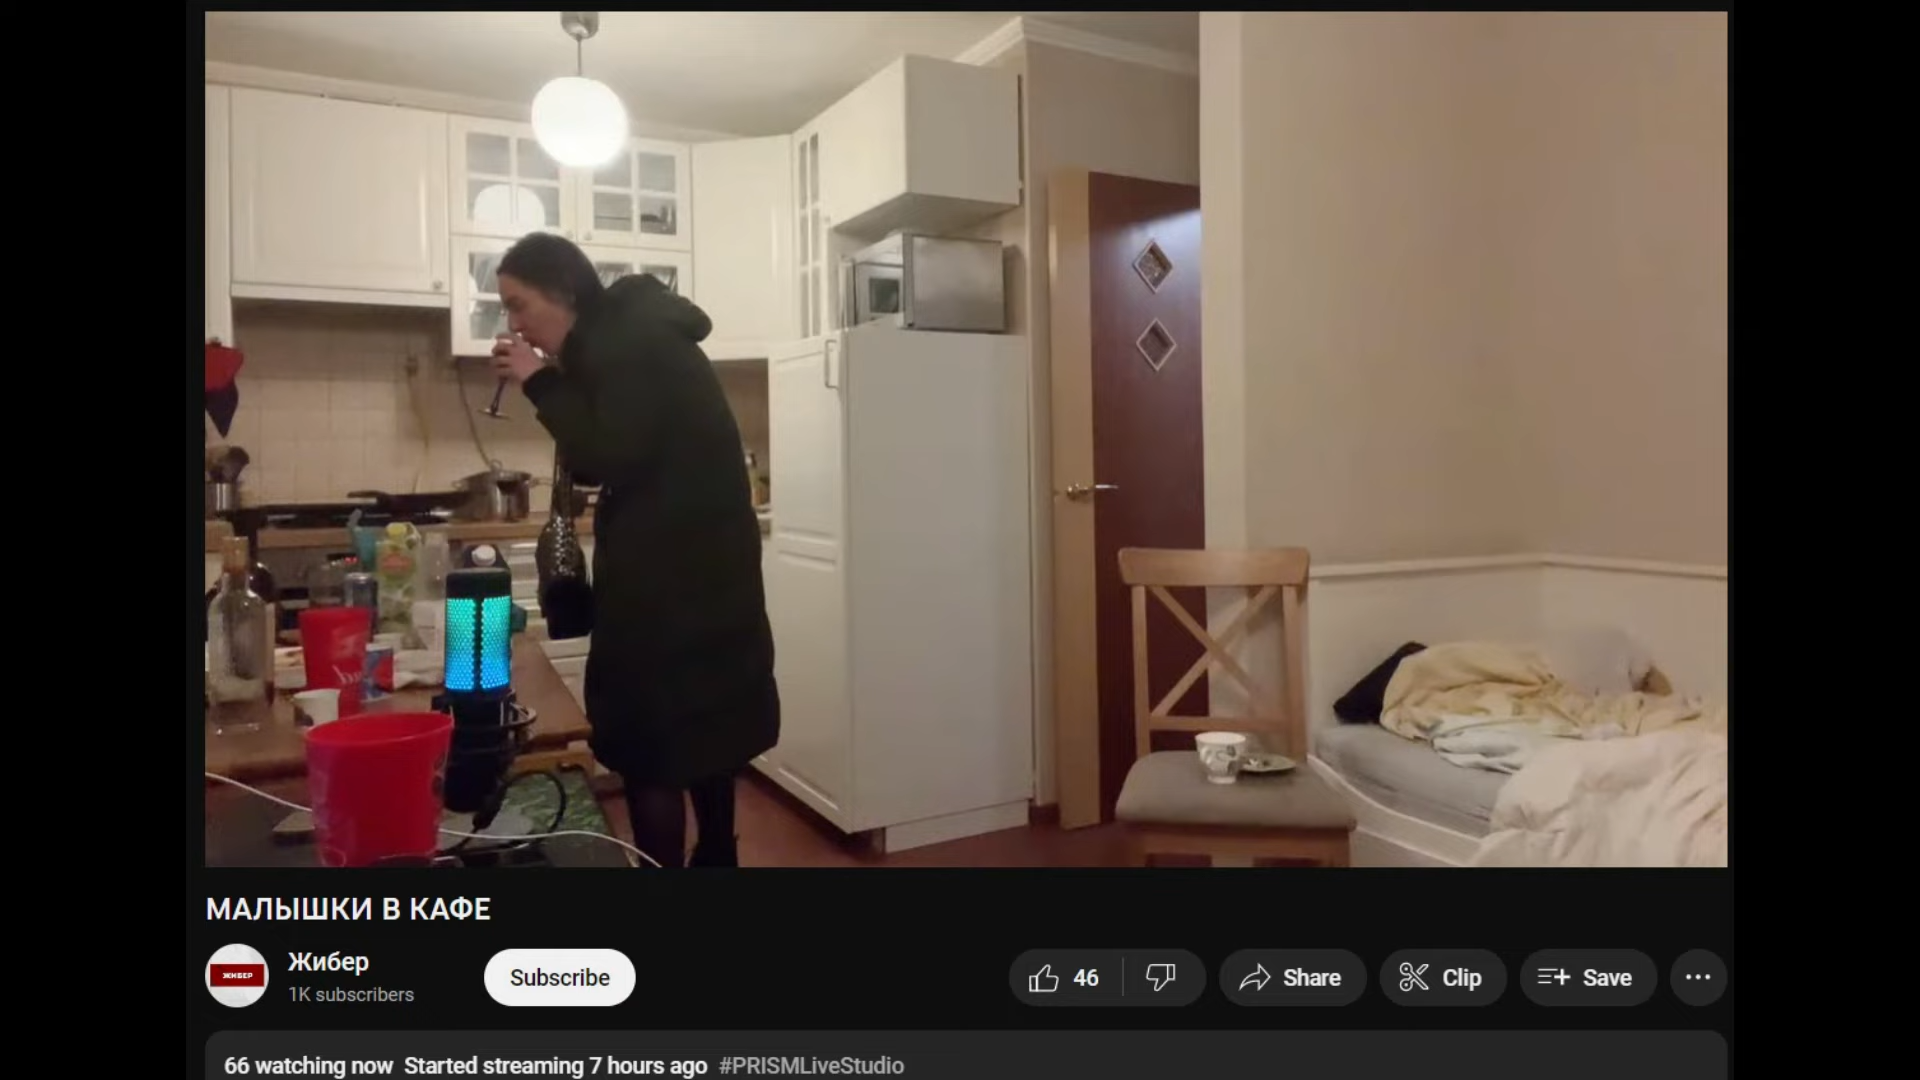 МАЛЫШКИ В КАФЕ
ЖИБЕР
Жибер
1K subscribers
Subscribe
46
Share
Clip
Save
66 watching now Started streaming 7 hours ago #PRISMLiveStudio